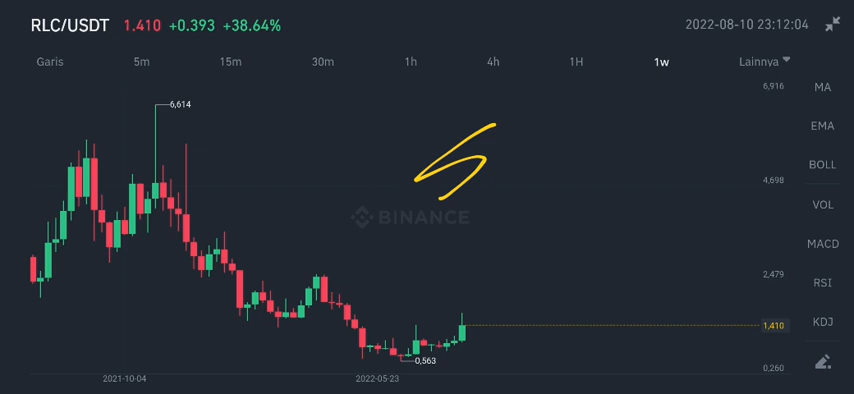 RLC/USDT 1.410 +0.393 +38.64% 2022-08-10 23:12:04
Garis 5m 15m 30m 1h 4h 1H 1w Lainnya
6,916
MA
6,614
EMA
BOLL
4,698
VOL
BINANCE
MACD
2,479
RSI
1,410
KDJ
0,563
0,260
2021-10-04 2022-05-23